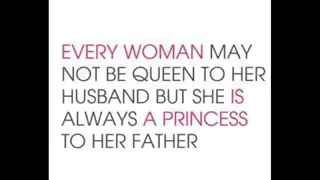 EVERY WOMAN MAY
NOT BE QUEEN TO HER
HUSBAND BUT SHE IS
ALWAYS A PRINCESS
TO HER FATHER